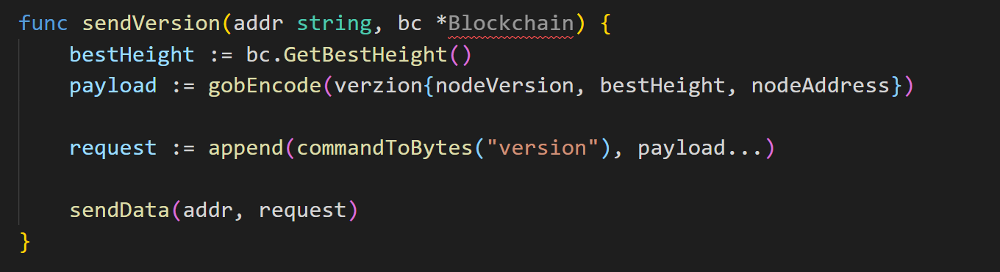 func sendVersion(addr string, bc *Blockchain) {
bestHeight := bc.GetBestHeight()
payload := gobEncode(verzion{nodeVersion, bestHeight, nodeAddress})
request := append(commandToBytes("version"), payload...)
sendData(addr, request)
}